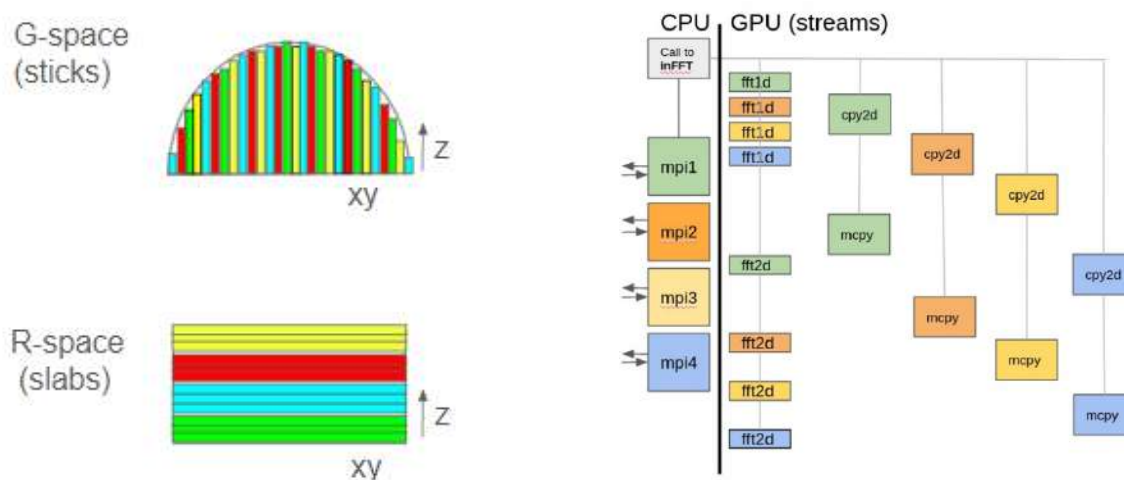 G-space
(sticks)
Z
xy
R-space
(slabs)
Z
xy
CPU
GPU (streams)
Call to
inFFT
mpi1
mpi2
mpi3
mpi4
fft1d
fft1d
fft1d
fft1d
fft2d
fft2d
fft2d
fft2d
cpy2d
mcpy
cpy2d
mcpy
cpy2d
mcpy
cpy2d
mcpy